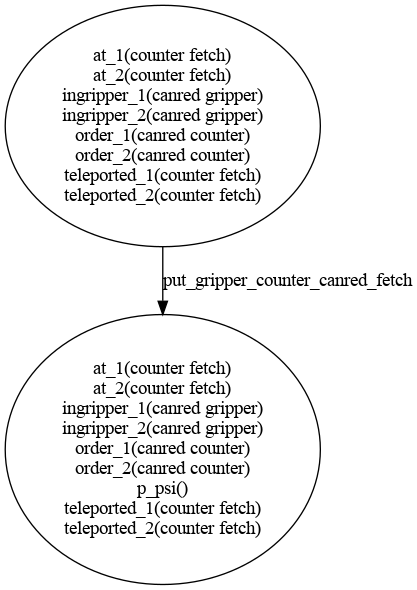 at_1(counter fetch)
at_2(counter fetch)
ingripper_1(canred gripper)
ingripper_2(canred gripper)
order_1(canred counter)
order_2(canred counter)
teleported_1(counter fetch)
teleported_2(counter fetch)
put_gripper_counter_canred_fetch
at_1(counter fetch)
at_2(counter fetch)
ingripper_1(canred gripper)
ingripper_2(canred gripper)
order_1(canred counter)
order_2(canred counter)
p_psi()
teleported_1(counter fetch)
teleported_2(counter fetch)